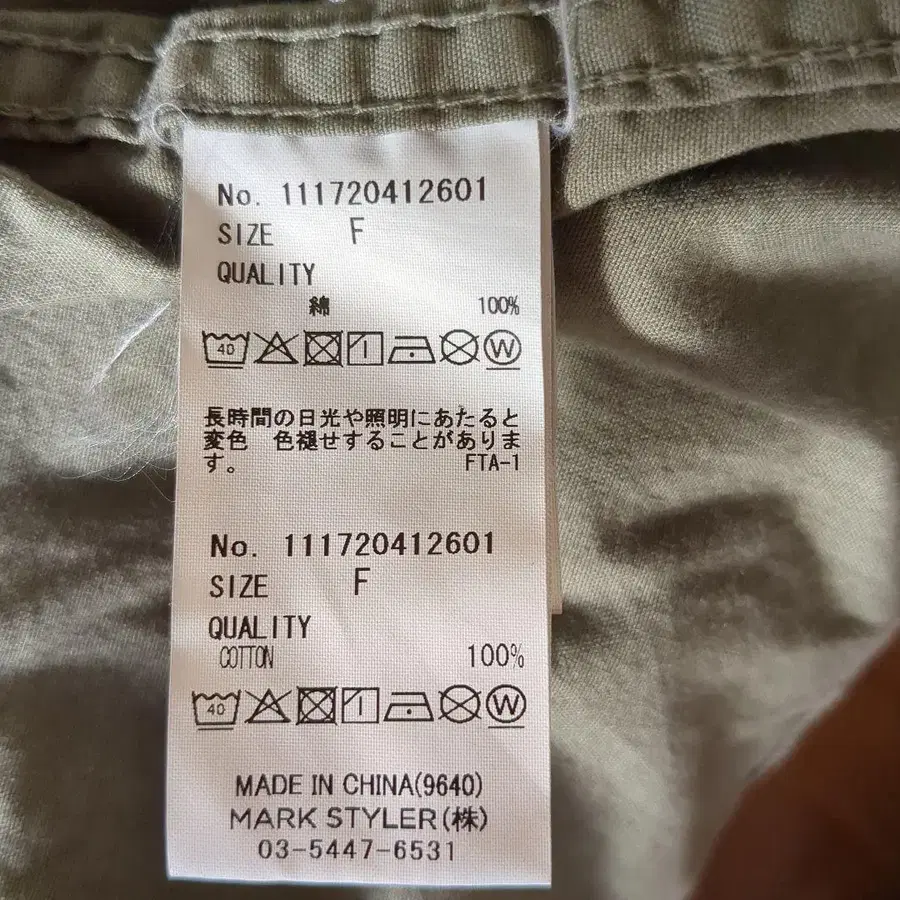 No. 111720412601
SIZE F
QUALITY
綿 100%
40 W
長時間の日光や照明にあたると
変色 色褪せすることがありま
す。 FTA-1
No. 111720412601
SIZE F
QUALITY
COTTON 100%
40 W
MADE IN CHINA(9640)
MARK STYLER(株)
03-5447-6531